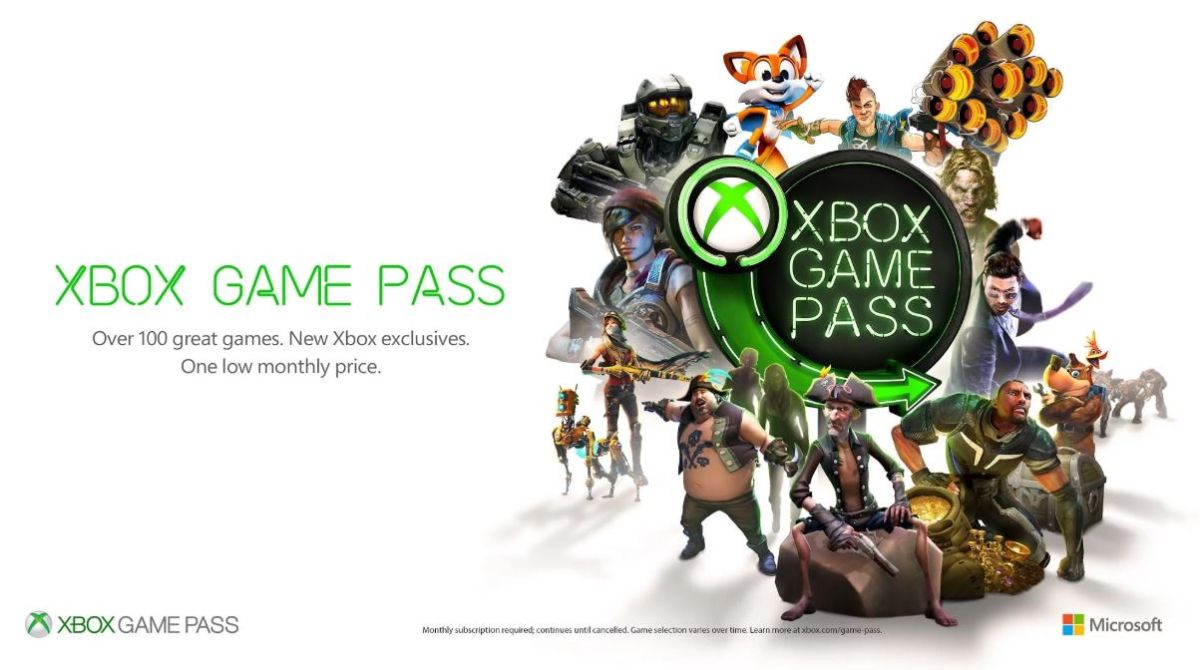 XBOX GAME PASS
Over 100 great games. New Xbox exclusives.
One low monthly price.
XBOX
GAME
PASS
XBOX GAME PASS
Monthly subscription required; continues until cancelled. Game selection varies over time. Learn more at xbox.com/game-pass.
Microsoft